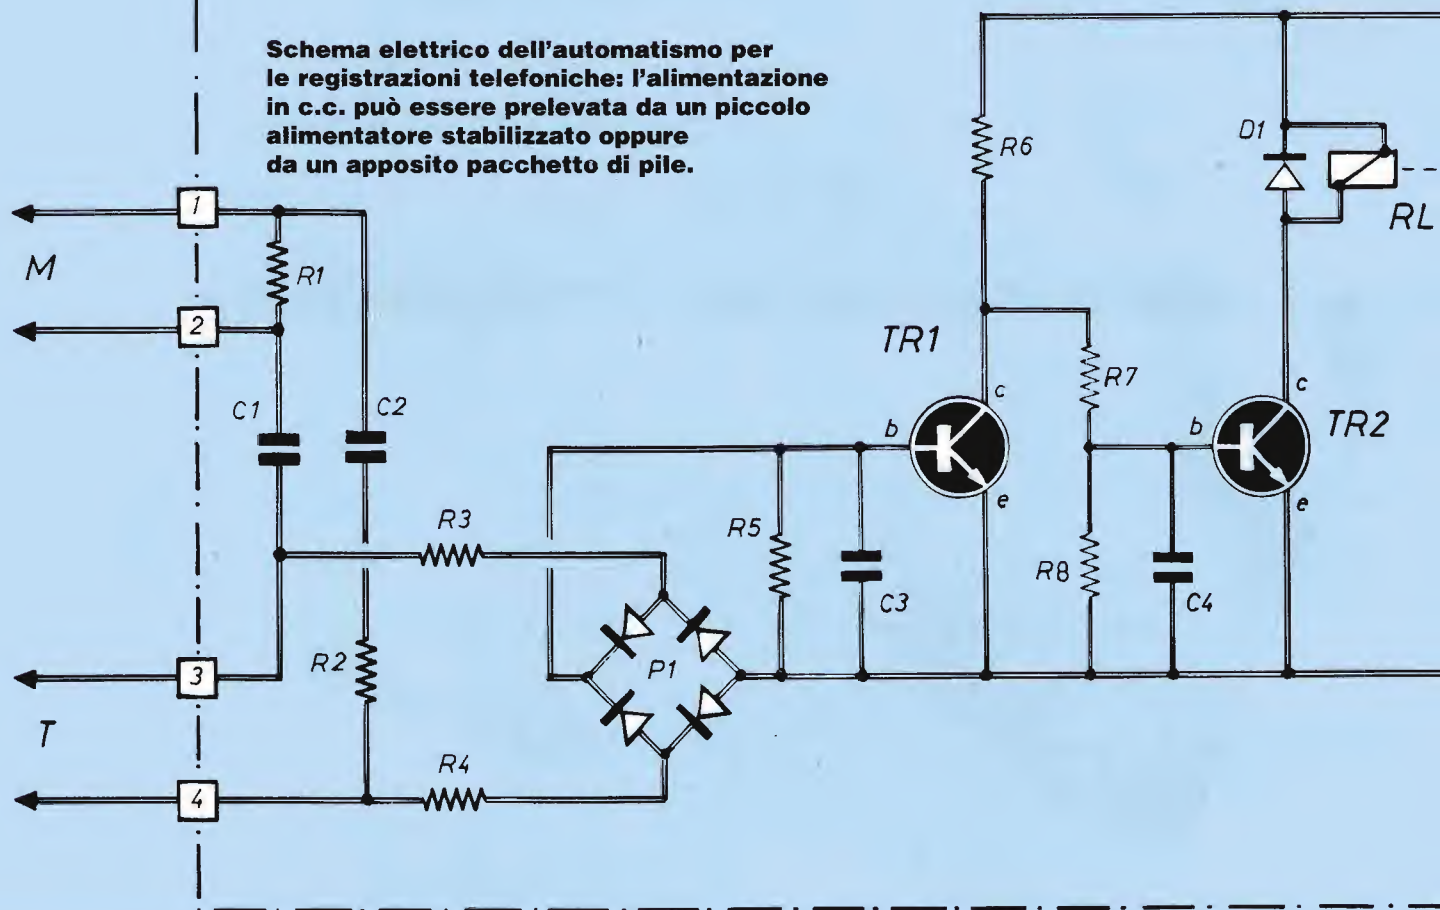 Schema elettrico dell'automatismo per
le registrazioni telefoniche: l'alimentazione
in c.c. può essere prelevata da un piccolo
alimentatore stabilizzato oppure
da un apposito pacchetto di pile.
R6
D1
RL
1
M
R1
2
TR1
R7
c
c
C1
C2
b
b
TR2
R3
R5
e
e
C3
R8
C4
R2
P1
3
T
R4
4